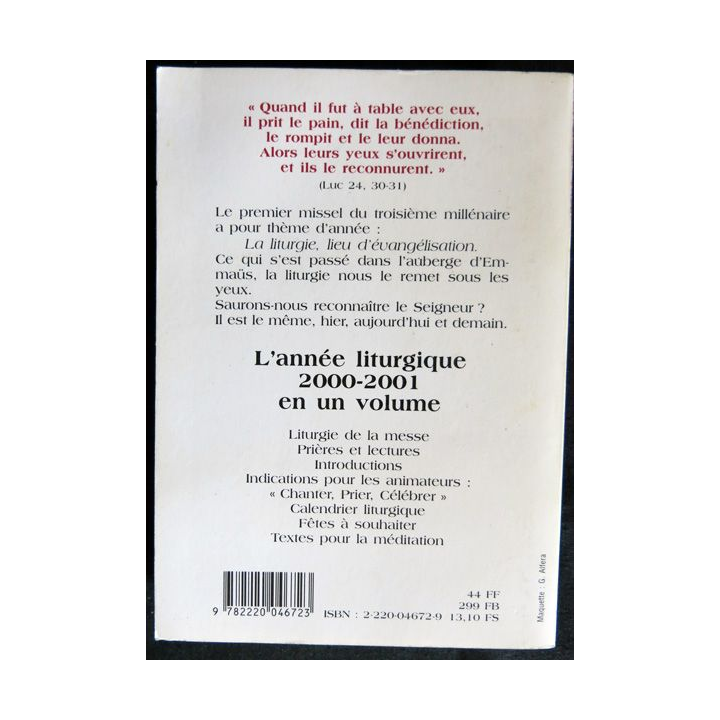 « Quand il fut à table avec eux,
il prit le pain, dit la bénédiction,
le rompit et le leur donna.
Alors leurs yeux s'ouvrirent,
et ils le reconnurent. »
(Luc 24, 30-31)
Le premier missel du troisième millénaire
a pour thème d'année :
La liturgie, lieu d'évangélisation.
Ce qui s'est passé dans l'auberge d'Em-
maüs, la liturgie nous le remet sous les
yeux.
Saurons-nous reconnaître le Seigneur ?
Il est le même, hier, aujourd'hui et demain.
L'année liturgique
2000-2001
en un volume
Liturgie de la messe
Prières et lectures
Introductions
Indications pour les animateurs :
« Chanter, Prier, Célébrer »
Calendrier liturgique
Fêtes à souhaiter
Textes pour la méditation
9 782220 046723
44 FF
299 FB
ISBN : 2-220-04672-9 13,10 FS
Maquette : G. Alfera